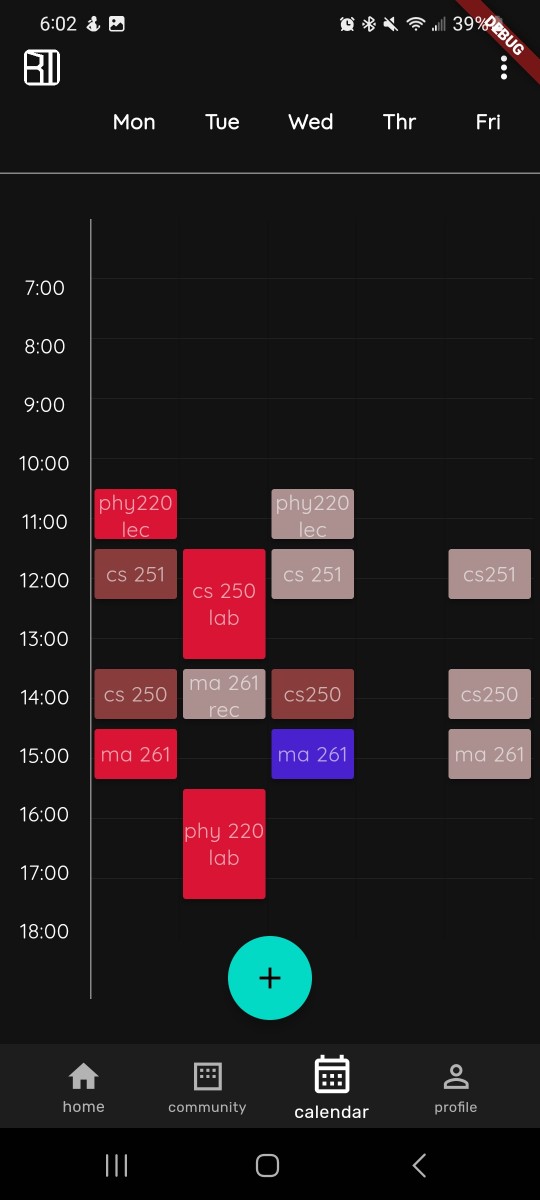 6:02 39%
DEBUG
Mon Tue Wed Thr Fri
7:00
8:00
9:00
10:00
phy220
lec
phy220
lec
11:00
cs 251
cs 250
lab
cs 251
cs251
12:00
13:00
cs 250
ma 261
rec
cs250
cs250
14:00
ma 261
ma 261
ma 261
15:00
phy 220
lab
16:00
17:00
18:00
+
home community calendar profile